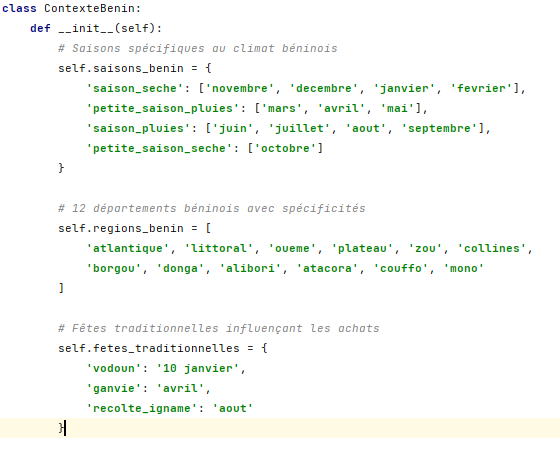 class ContexteBenin:
    def __init__(self):
        # Saisons spécifiques au climat béninois
        self.saisons_benin = {
            'saison_seche': ['novembre', 'decembre', 'janvier', 'fevrier'],
            'petite_saison_pluies': ['mars', 'avril', 'mai'],
            'saison_pluies': ['juin', 'juillet', 'aout', 'septembre'],
            'petite_saison_seche': ['octobre']
        }

        # 12 départements béninois avec spécificités
        self.regions_benin = [
            'atlantique', 'littoral', 'oueme', 'plateau', 'zou', 'collines',
            'borgou', 'donga', 'alibori', 'atacora', 'couffo', 'mono'
        ]

        # Fêtes traditionnelles influençant les achats
        self.fetes_traditionnelles = {
            'vodoun': '10 janvier',
            'ganvie': 'avril',
            'recolte_igname': 'aout'
        }